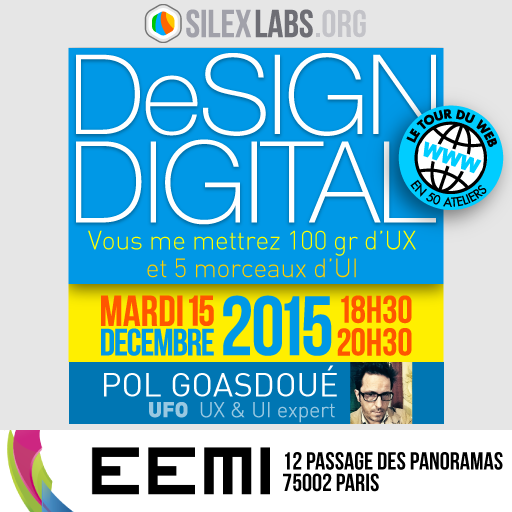 SILEXLABS.ORG
DeSIGN
DIGITAL
LE TOUR DU WEB
WWW
EN 50 ATELIERS
Vous me mettrez 100 gr d'UX
et 5 morceaux d'UI
MARDI 15
DECEMBRE
2015
18H30
20H30
POL GOASDOUÉ
UFO UX & UI expert
EEMI
12 PASSAGE DES PANORAMAS
75002 PARIS